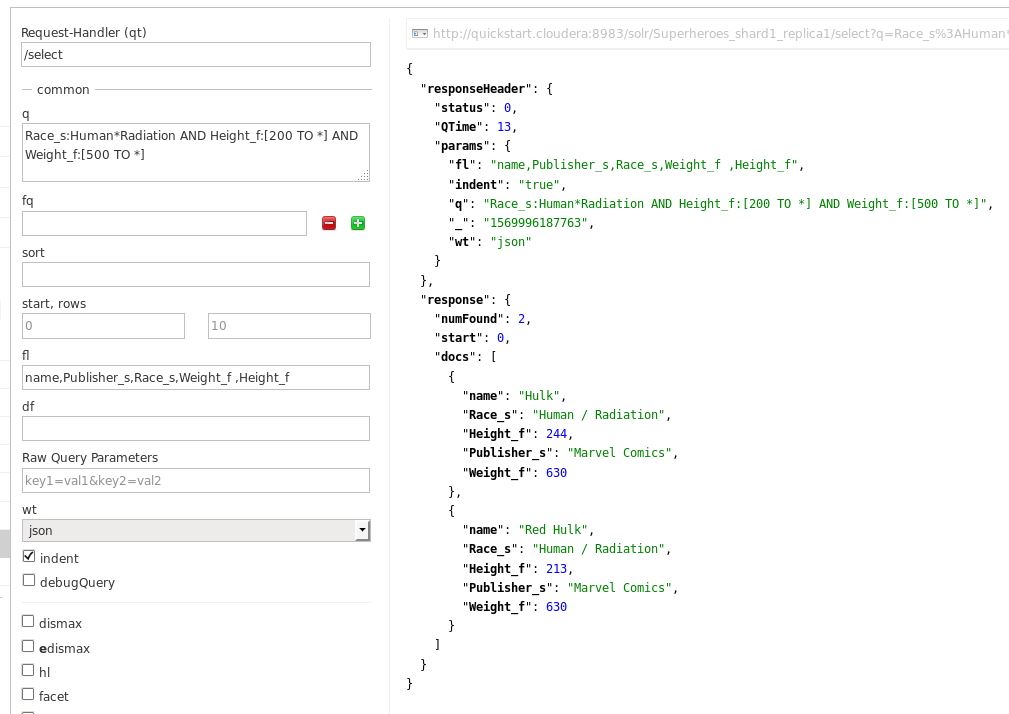 Request-Handler (qt)
/select
common
q
Race_s:Human*Radiation AND Height_f:[200 TO *] AND
Weight_f:[500 TO *]
fq
sort
start, rows
0
10
fl
name,Publisher_s,Race_s,Weight_f ,Height_f
df
Raw Query Parameters
key1=val1&key2=val2
wt
json
indent
debugQuery
dismax
edismax
hl
facet
http://quickstart.cloudera:8983/solr/Superheroes_shard1_replica1/select?q=Race_s%3AHuman*
{
"responseHeader": {
"status": 0,
"QTime": 13,
"params": {
"fl": "name,Publisher_s,Race_s,Weight_f ,Height_f",
"indent": "true",
"q": "Race_s:Human*Radiation AND Height_f:[200 TO *] AND Weight_f:[500 TO *]",
"_": "1569996187763",
"wt": "json"
}
},
"response": {
"numFound": 2,
"start": 0,
"docs": [
{
"name": "Hulk",
"Race_s": "Human / Radiation",
"Height_f": 244,
"Publisher_s": "Marvel Comics",
"Weight_f": 630
},
{
"name": "Red Hulk",
"Race_s": "Human / Radiation",
"Height_f": 213,
"Publisher_s": "Marvel Comics",
"Weight_f": 630
}
]
}
}